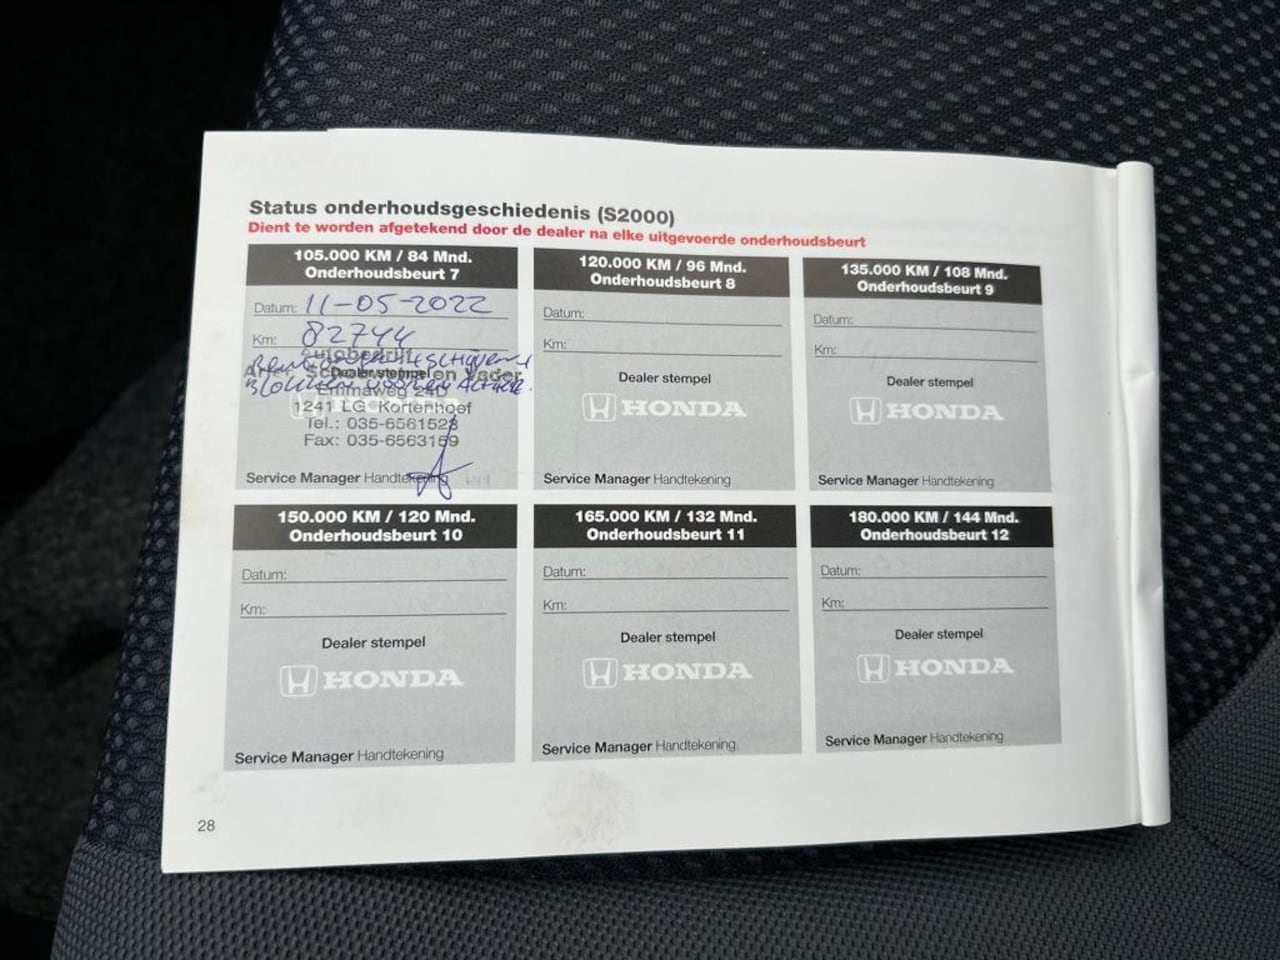 Status onderhoudsgeschiedenis (S2000)
Dient te worden afgetekend door de dealer na elke uitgevoerde onderhoudsbeurt
105.000 KM / 84 Mnd.
Onderhoudsbeurt 7
Datum: 11-05-2022
Km: 82744
Autobedrijf
Dealer stempel
Emmaweg 24D
1241 LG Kortenhoef
Tel.: 035-6561528
Fax: 035-6563159
Service Manager Handtekening
120.000 KM / 96 Mnd.
Onderhoudsbeurt 8
Datum:
Km:
Dealer stempel
HONDA
Service Manager Handtekening
135.000 KM / 108 Mnd.
Onderhoudsbeurt 9
Datum:
Km:
Dealer stempel
HONDA
Service Manager Handtekening
150.000 KM / 120 Mnd.
Onderhoudsbeurt 10
Datum:
Km:
Dealer stempel
HONDA
Service Manager Handtekening
165.000 KM / 132 Mnd.
Onderhoudsbeurt 11
Datum:
Km:
Dealer stempel
HONDA
Service Manager Handtekening
180.000 KM / 144 Mnd.
Onderhoudsbeurt 12
Datum:
Km:
Dealer stempel
HONDA
Service Manager Handtekening
28